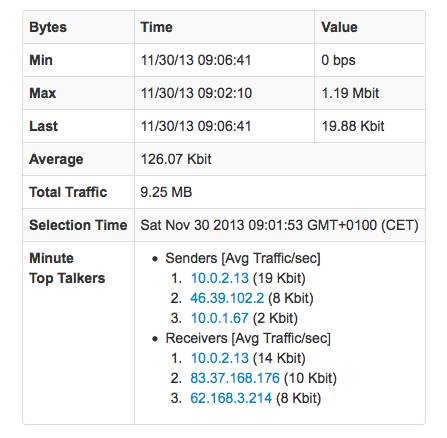 Bytes Time Value
Min 11/30/13 09:06:41 0 bps
Max 11/30/13 09:02:10 1.19 Mbit
Last 11/30/13 09:06:41 19.88 Kbit
Average 126.07 Kbit
Total Traffic 9.25 MB
Selection Time Sat Nov 30 2013 09:01:53 GMT+0100 (CET)
Minute
Top Talkers
• Senders [Avg Traffic/sec]
1. 10.0.2.13 (19 Kbit)
2. 46.39.102.2 (8 Kbit)
3. 10.0.1.67 (2 Kbit)
• Receivers [Avg Traffic/sec]
1. 10.0.2.13 (14 Kbit)
2. 83.37.168.176 (10 Kbit)
3. 62.168.3.214 (8 Kbit)